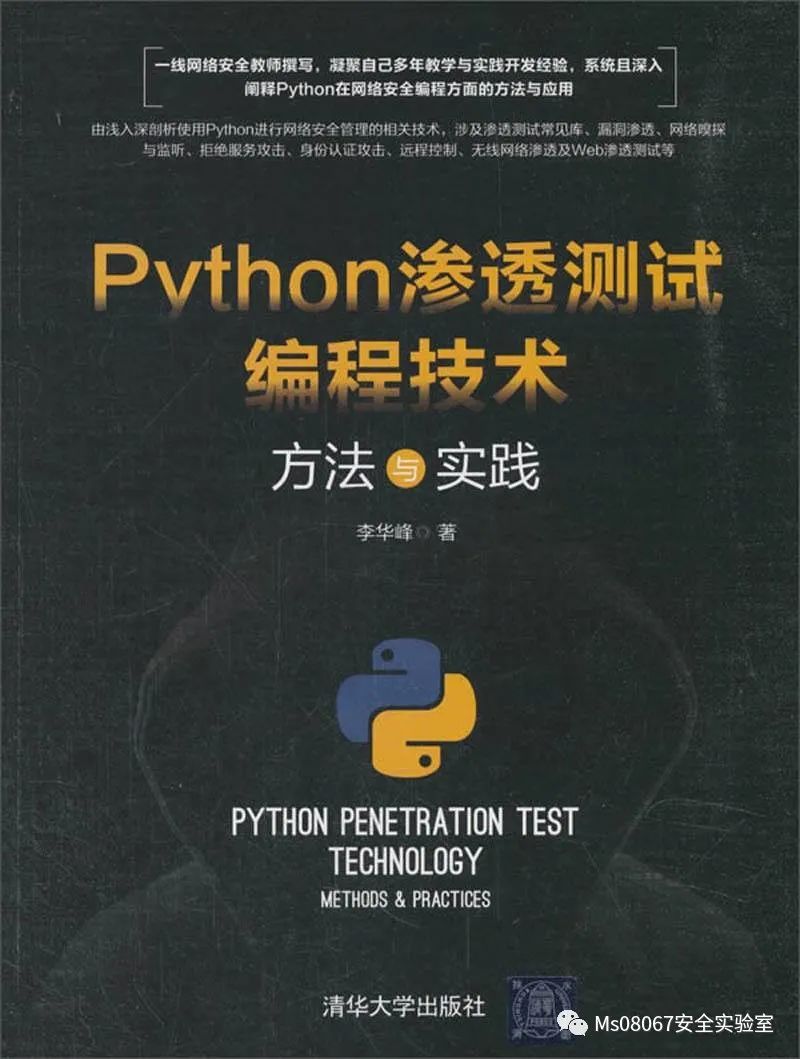 一线网络安全教师撰写，凝聚自己多年教学与实践开发经验，系统且深入
阐释Python在网络安全编程方面的方法与应用
由浅入深剖析使用Python进行网络安全管理的相关技术，涉及渗透测试常见库、漏洞渗透、网络嗅探
与监听、拒绝服务攻击、身份认证攻击、远程控制、无线网络渗透及Web渗透测试等
Python渗透测试
编程技术
方法与实践
李华峰 著
PYTHON PENETRATION TEST
TECHNOLOGY
METHODS & PRACTICES
清华大学出版社
Ms08067安全实验室